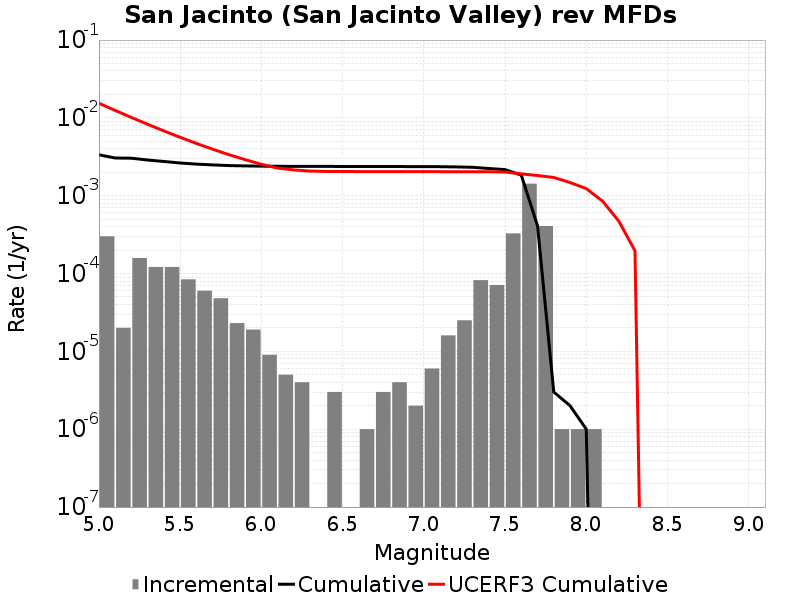 San Jacinto (San Jacinto Valley) rev MFDs
10-1
10-2
10-3
10-4
10-5
10-6
10-7
Rate (1/yr)
5.0 5.5 6.0 6.5 7.0 7.5 8.0 8.5 9.0
Magnitude
Incremental Cumulative UCERF3 Cumulative